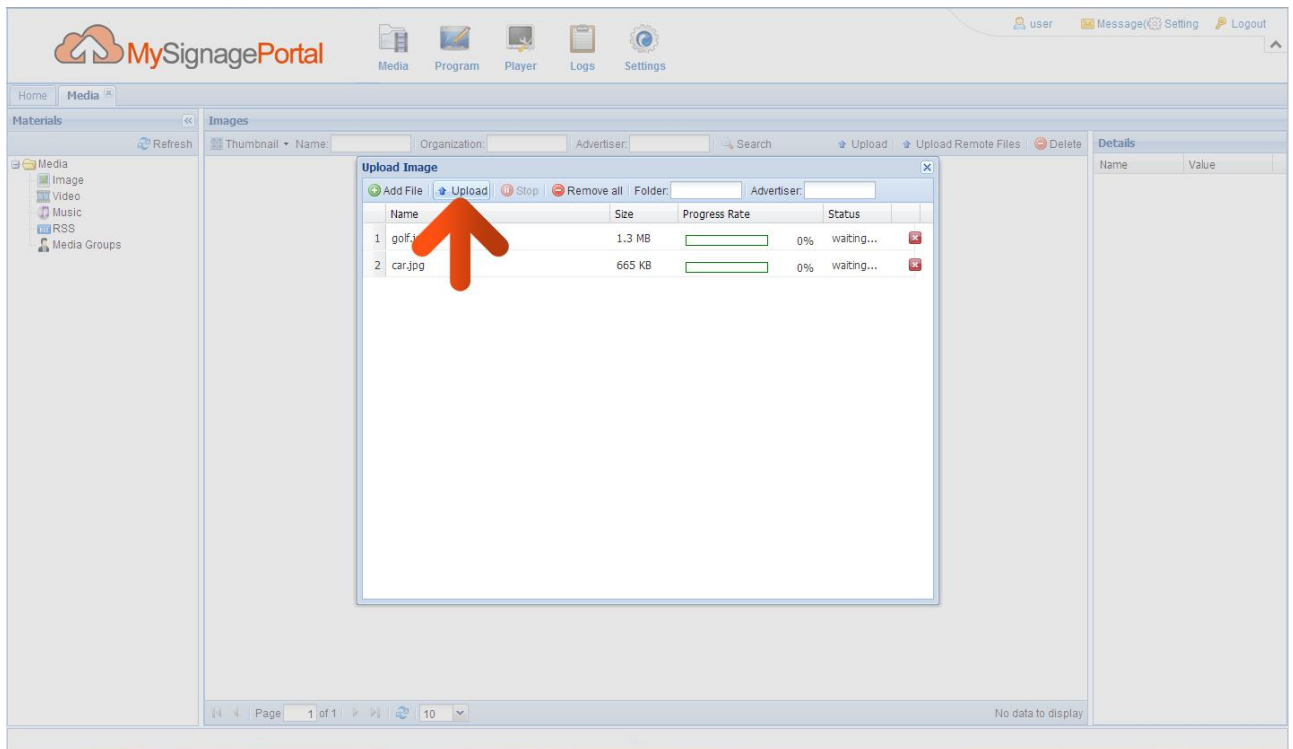 user Message( Setting Logout
MySignagePortal
Media Program Player Logs Settings
Home Media
Materials
Refresh
Media
Image
Video
Music
RSS
Media Groups
Images
Thumbnail Name: Organization: Advertiser: Search Upload Upload Remote Files Delete
Details
Name Value
Upload Image
Add File Upload Stop Remove all Folder: Advertiser:
Name Size Progress Rate Status
1 1.3 MB 0% waiting...
2 car.jpg 665 KB 0% waiting...
Page 1 of 1 10 No data to display